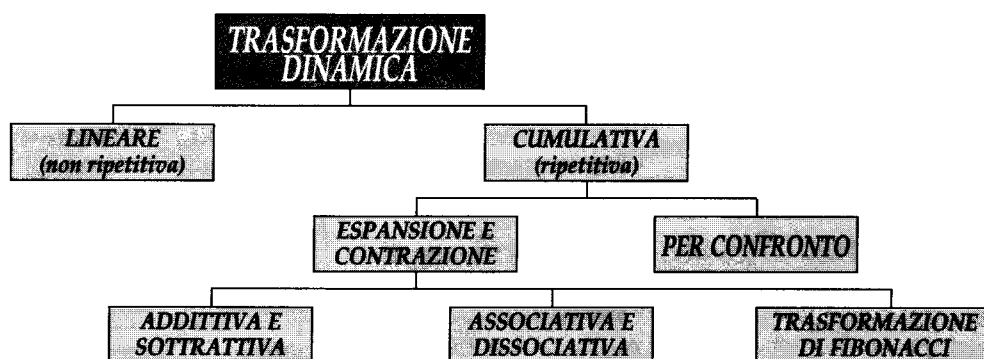 TRASFORMAZIONE
DINAMICA
LINEARE
(non ripetitiva)
CUMULATIVA
(ripetitiva)
ESPANSIONE E
CONTRAZIONE
PER CONFRONTO
ADDITTIVA E
SOTTRATTIVA
ASSOCIATIVA E
DISSOCIATIVA
TRASFORMAZIONE
DI FIBONACCI